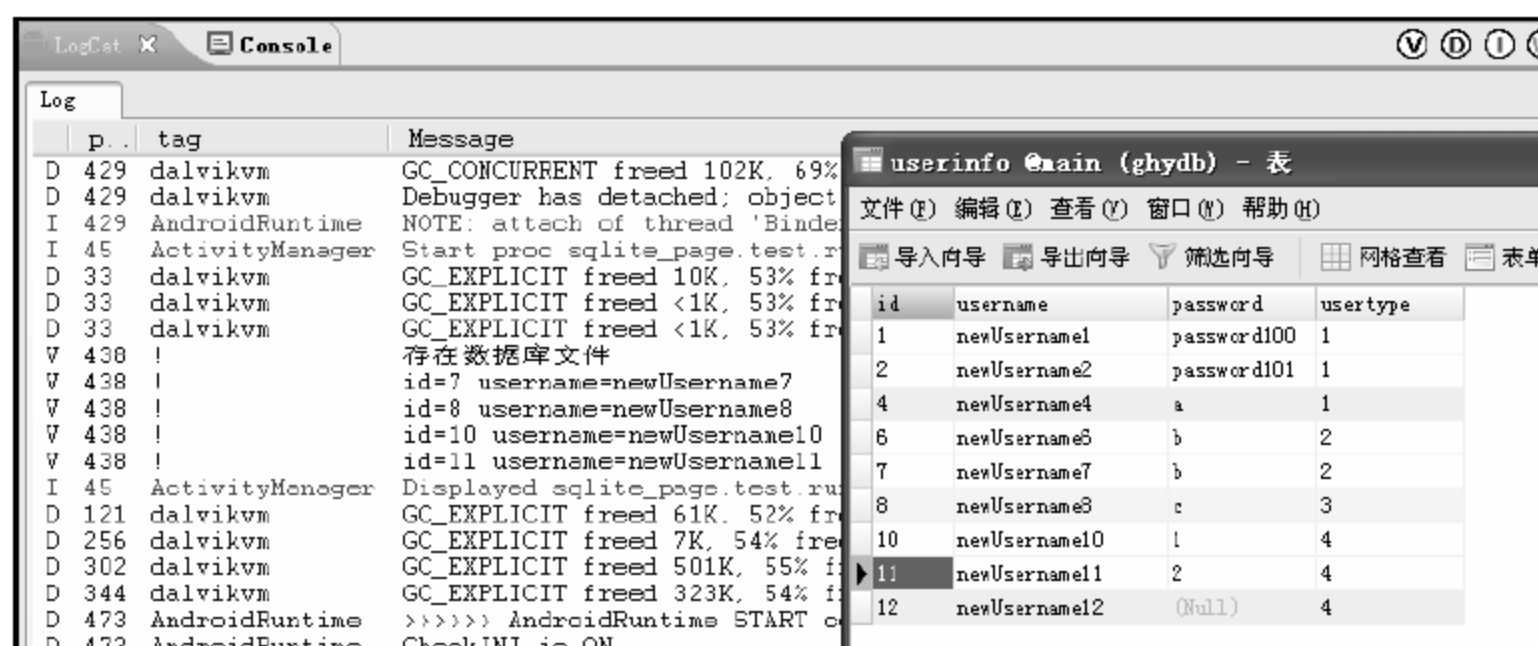 LogCat Console
V D I
Log
p.. tag Message
D 429 dalvikvm GC_CONCURRENT freed 102K, 69%
D 429 dalvikvm Debugger has detached; object
I 429 AndroidRuntime NOTE: attach of thread 'Binde
I 45 ActivityManager Start proc sqlite_page.test.r
D 33 dalvikvm GC_EXPLICIT freed 10K, 53% fr
D 33 dalvikvm GC_EXPLICIT freed <1K, 53% fr
D 33 dalvikvm GC_EXPLICIT freed <1K, 53% fr
V 438 ! 存在数据库文件
V 438 ! id=7 username=newUsername7
V 438 ! id=8 username=newUsername8
V 438 ! id=10 username=newUsername10
V 438 ! id=11 username=newUsername11
I 45 ActivityManager Displayed sqlite_page.test.ru
D 121 dalvikvm GC_EXPLICIT freed 61K, 52% fr
D 256 dalvikvm GC_EXPLICIT freed 7K, 54% fre
D 302 dalvikvm GC_EXPLICIT freed 501K, 55% f
D 344 dalvikvm GC_EXPLICIT freed 323K, 54% f
D 473 AndroidRuntime >>>>>> AndroidRuntime START c
D 473 AndroidRuntime CheckJNI is ON
userinfo @main (ghydb) - 表
文件(F) 编辑(E) 查看(V) 窗口(W) 帮助(H)
导入向导 导出向导 筛选向导 网格查看 表单
id username password usertype
1 newUsername1 password100 1
2 newUsername2 password101 1
4 newUsername4 a 1
6 newUsername6 b 2
7 newUsername7 b 2
8 newUsername8 c 3
10 newUsername10 1 4
11 newUsername11 2 4
12 newUsername12 (Null) 4